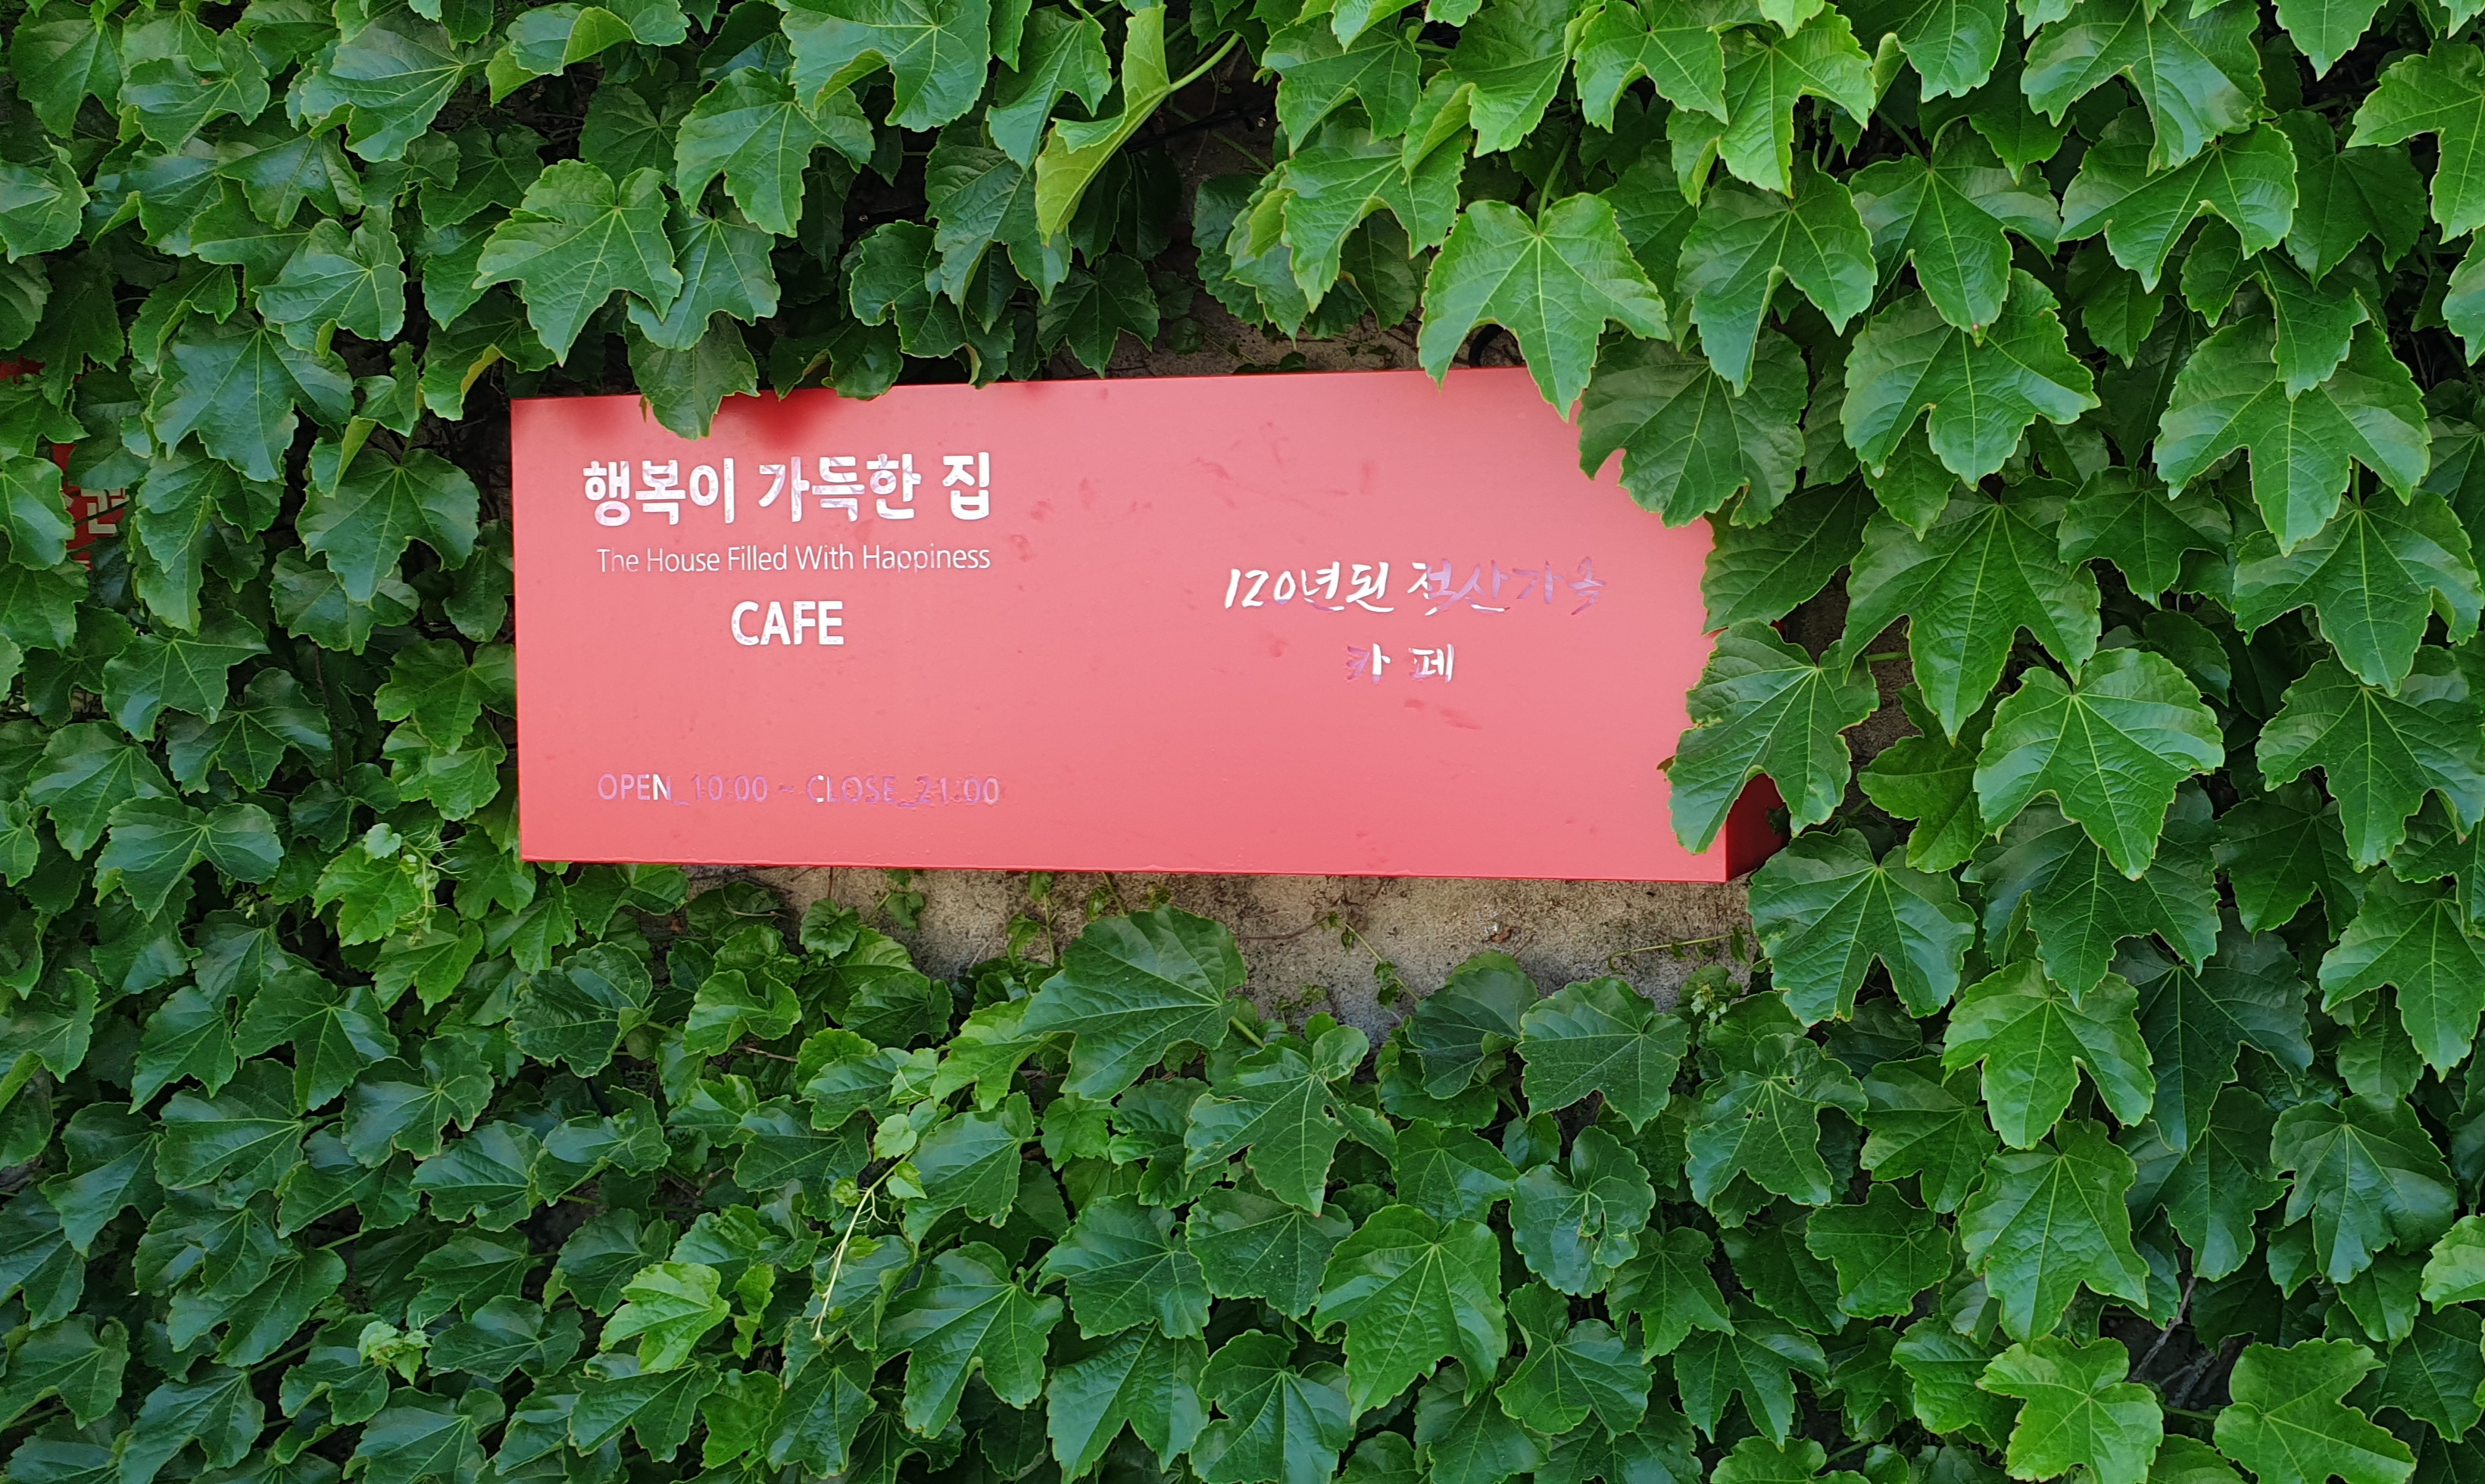 행복이 가득한 집
The House Filled With Happiness
CAFE
120년된 적산가옥
카페
OPEN_10:00 ~ CLOSE_21:00